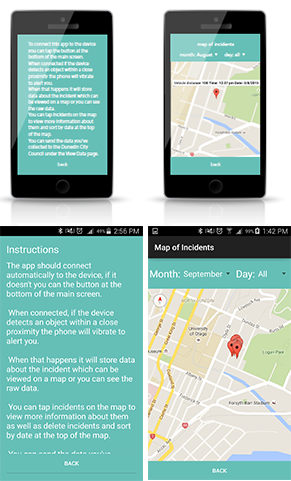 To connect the app to the device
you can tap the button at the
bottom of the main screen.
When connected, if the device
detects an object within a close
proximity the phone will vibrate
to alert you.
When that happens it will store
data about the incident which can
be viewed on a map or you can see
the raw data.
You can tap incidents on the map
to view more information about
them and sort by date at the top
of the map.
You can send the data you've
collected to the Dunedin City
Council under the View Data page.
back
map of incidents
month: August day: all
back
49% 2:56 PM
Instructions
The app should connect
automatically to the device, if it
doesn't you can the button at the
bottom of the main screen.
When connected, if the device
detects an object within a close
proximity the phone will vibrate to
alert you.
When that happens it will store data
about the incident which can be
viewed on a map or you can see the
raw data.
You can tap incidents on the map to
view more information about them
as well as delete incidents and sort
by date at the top of the map.
You can send the data you've
BACK
42% 1:42 PM
Map of Incidents
Month: September Day: All
NORTH DUNEDIN
University
of Otago
Logan Park
Albany St
Forsyth Barr Stadium
BACK